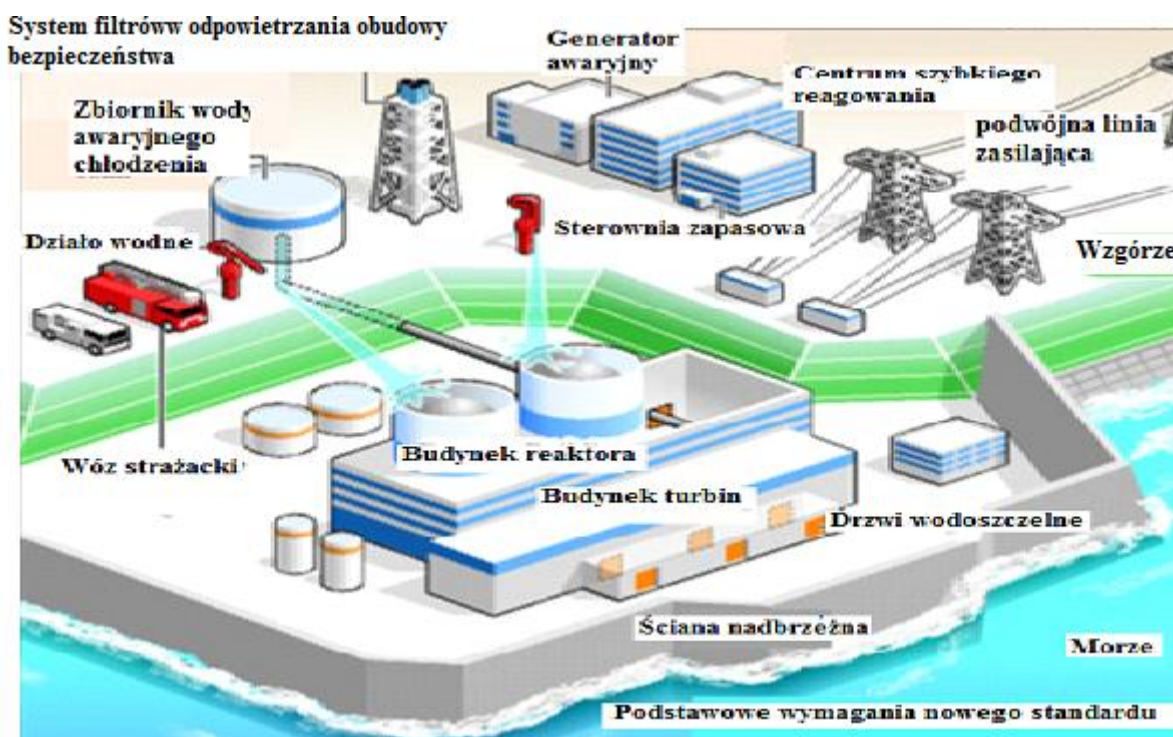 System filtróww odpowietrzania obudowy
bezpieczeństwa
Generator
awaryjny
Centrum szybkiego
reagowania
Zbiornik wody
awaryjnego
chłodzenia
podwójna linia
zasilająca
Działo wodne
Sterownia zapasowa
Wzgórze
Wóz strażacki
Budynek reaktora
Budynek turbin
Drzwi wodoszczelne
Ściana nadbrzeżna
Morze
Podstawowe wymagania nowego standardu